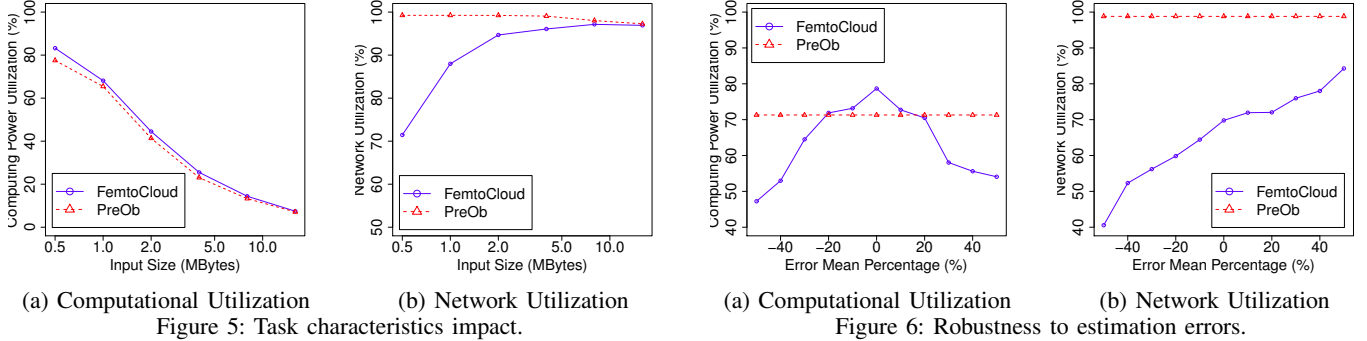 Computing Power Utilization (%)
0 20 40 60 80 100
FemtoCloud
PreOb
0.5 1.0 2.0 5.0 10.0
Input Size (MBytes)
(a) Computational Utilization
Network Utilization (%)
50 60 70 80 90 100
FemtoCloud
PreOb
0.5 1.0 2.0 5.0 10.0
Input Size (MBytes)
(b) Network Utilization
Figure 5: Task characteristics impact.
Computing Power Utilization (%)
40 50 60 70 80 90 100
FemtoCloud
PreOb
−40 −20 0 20 40
Error Mean Percentage (%)
(a) Computational Utilization
Network Utilization (%)
40 50 60 70 80 90 100
FemtoCloud
PreOb
−40 −20 0 20 40
Error Mean Percentage (%)
(b) Network Utilization
Figure 6: Robustness to estimation errors.